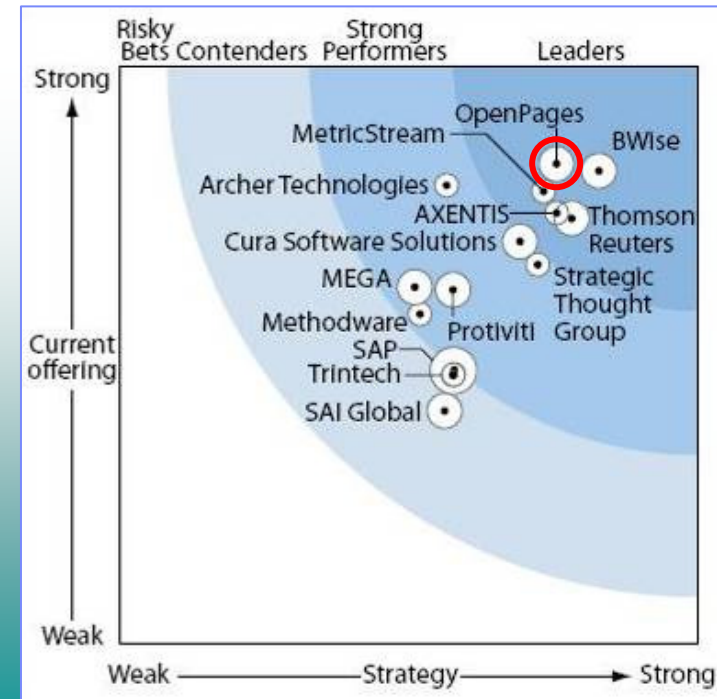 Risky
Bets
Contenders
Strong
Performers
Leaders
Strong
OpenPages
MetricStream
BWise
Archer Technologies
AXENTIS
Thomson
Reuters
Cura Software Solutions
Strategic
Thought
Group
MEGA
Methodware
Protiviti
Current
offering
SAP
Trintech
SAI Global
Weak
Weak
Strategy
Strong